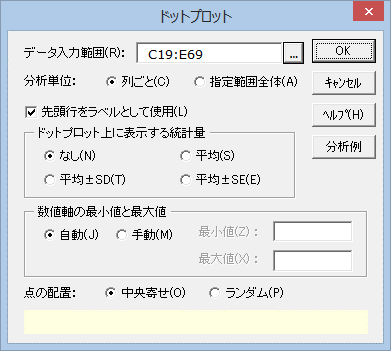 ドットプロット
データ入力範囲(R): C19:E69 ... OK
分析単位: 列ごと(C) 指定範囲全体(A) キャンセル
先頭行をラベルとして使用(L) ヘルプ(H)
ドットプロット上に表示する統計量 分析例
なし(N) 平均(S)
平均±SD(T) 平均±SE(E)
数値軸の最小値と最大値
自動(J) 手動(M) 最小値(Z):
最大値(X):
点の配置: 中央寄せ(O) ランダム(P)